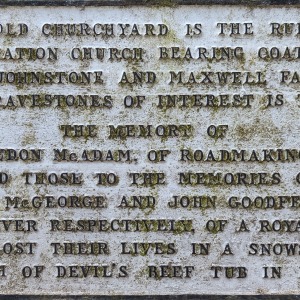 OLD CHURCHYARD IS THE RU
ATION CHURCH BEARING COAT
JOHNSTONE AND MAXWELL FA
AVESTONES OF INTEREST IS
THE MEMORY OF
DON McADAM, OF ROADMAKING
D THOSE TO THE MEMORIES O
McGEORGE AND JOHN GOODFE
VER RESPECTIVELY OF A ROYA
OST THEIR LIVES IN A SNOW
H OF DEVIL'S BEEF TUB IN